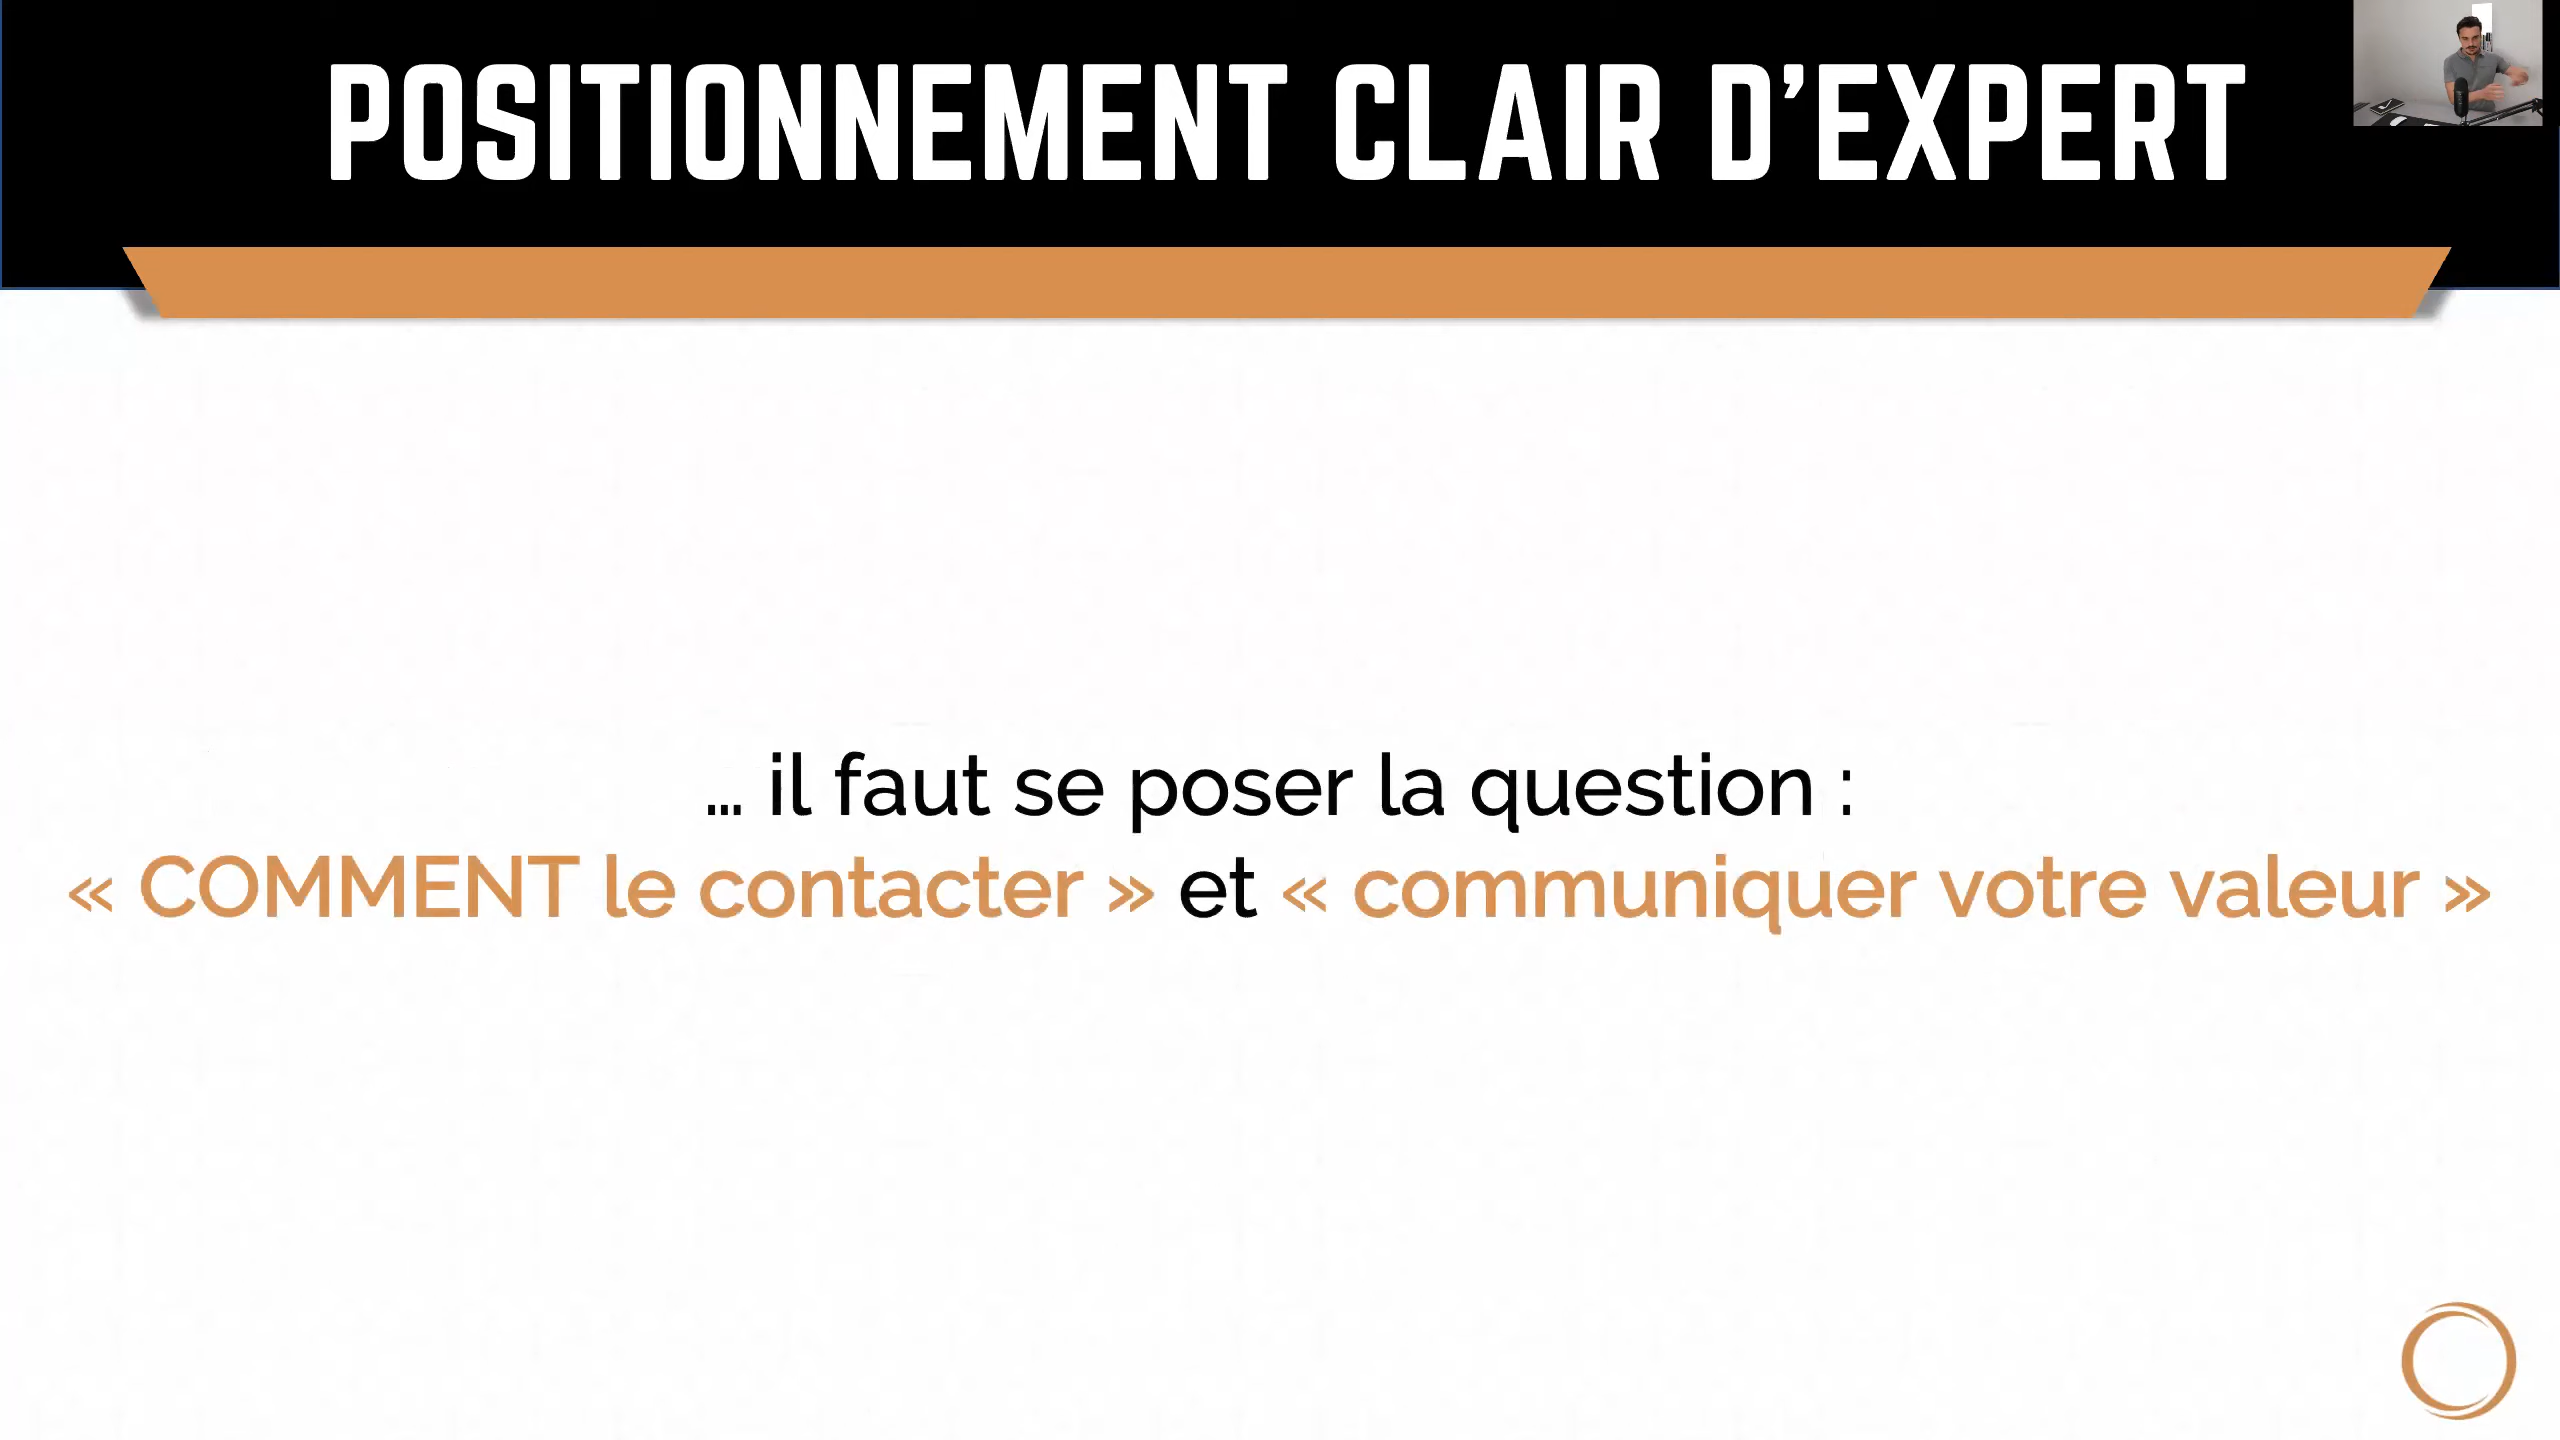 POSITIONNEMENT CLAIR D’EXPERT
... il faut se poser la question :
« COMMENT le contacter » et « communiquer votre valeur »